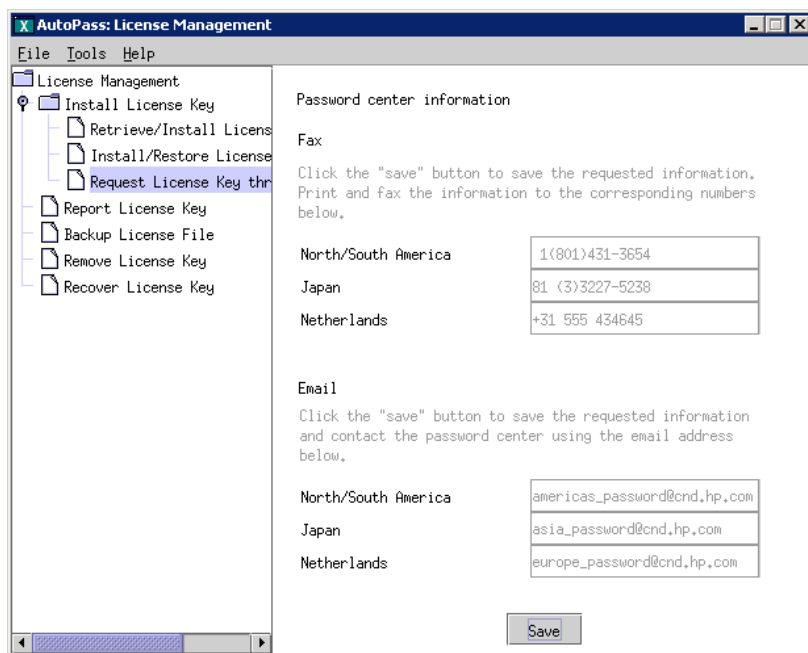 AutoPass: License Management
File Tools Help
License Management
Install License Key
Retrieve/Install Licens
Install/Restore License
Request License Key thr
Report License Key
Backup License File
Remove License Key
Recover License Key
Password center information
Fax
Click the "save" button to save the requested information.
Print and fax the information to the corresponding numbers
below.
North/South America 1(801)431-3654
Japan 81 (3)3227-5238
Netherlands +31 555 434645
Email
Click the "save" button to save the requested information
and contact the password center using the email address
below.
North/South America americas_password@cnd.hp.com
Japan asia_password@cnd.hp.com
Netherlands europe_password@cnd.hp.com
Save